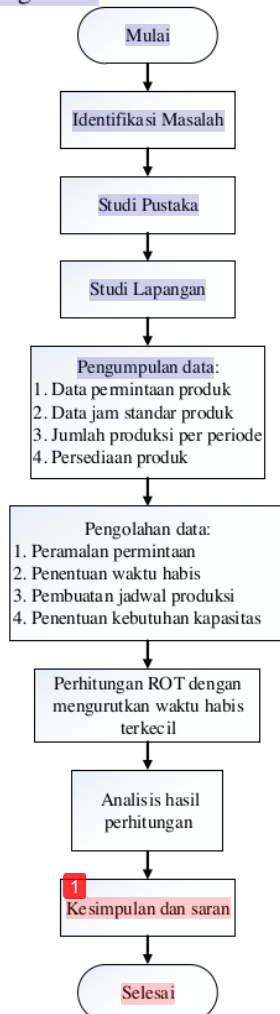 Mulai
Identifikasi Masalah
Studi Pustaka
Studi Lapangan
Pengumpulan data:
1. Data permintaan produk
2. Data jam standar produk
3. Jumlah produksi per periode
4. Persediaan produk
Pengolahan data:
1. Peramalan permintaan
2. Penentuan waktu habis
3. Pembuatan jadwal produksi
4. Penentuan kebutuhan kapasitas
Perhitungan ROT dengan
mengurutkan waktu habis
terkecil
Analisis hasil
perhitungan
1
Kesimpulan dan saran
Selesai